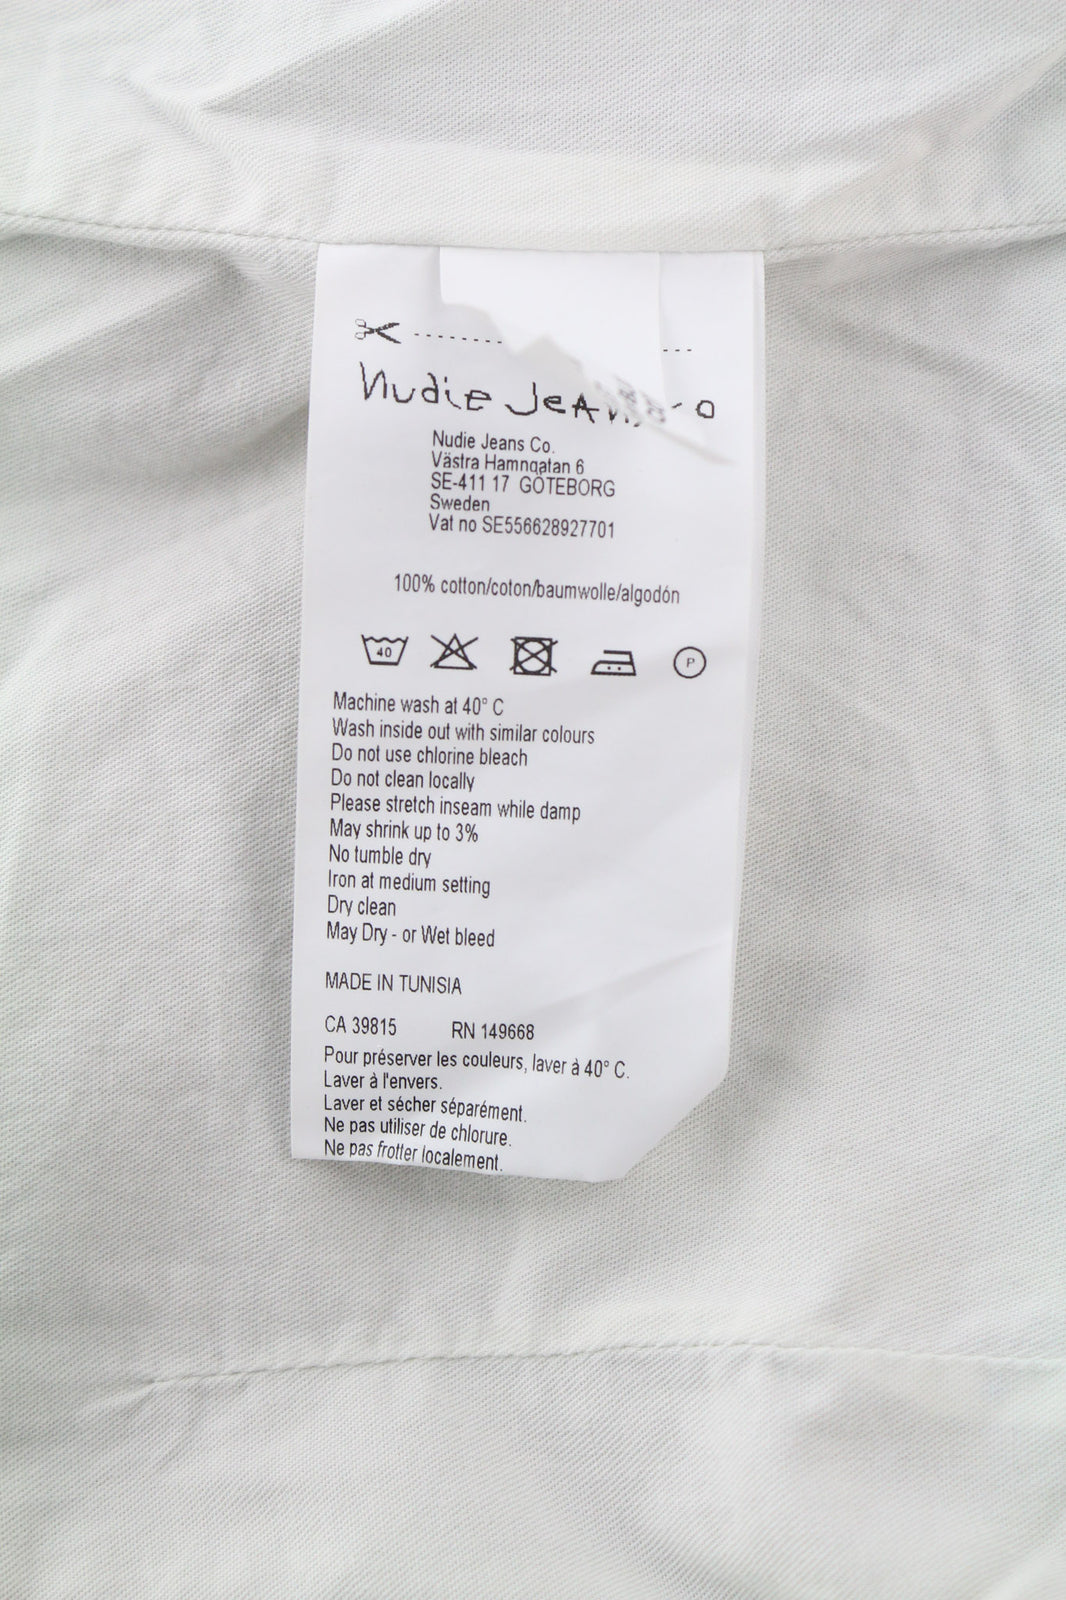 Nudie Jeans
Nudie Jeans Co.
Västra Hamngatan 6
SE-411 17 GÖTEBORG
Sweden
Vat no SE556628927701
100% cotton/coton/baumwolle/algodón
40
P
Machine wash at 40° C
Wash inside out with similar colours
Do not use chlorine bleach
Do not clean locally
Please stretch inseam while damp
May shrink up to 3%
No tumble dry
Iron at medium setting
Dry clean
May Dry - or Wet bleed
MADE IN TUNISIA
CA 39815 RN 149668
Pour préserver les couleurs, laver à 40° C.
Laver à l'envers.
Laver et sécher séparément.
Ne pas utiliser de chlorure.
Ne pas frotter localement.